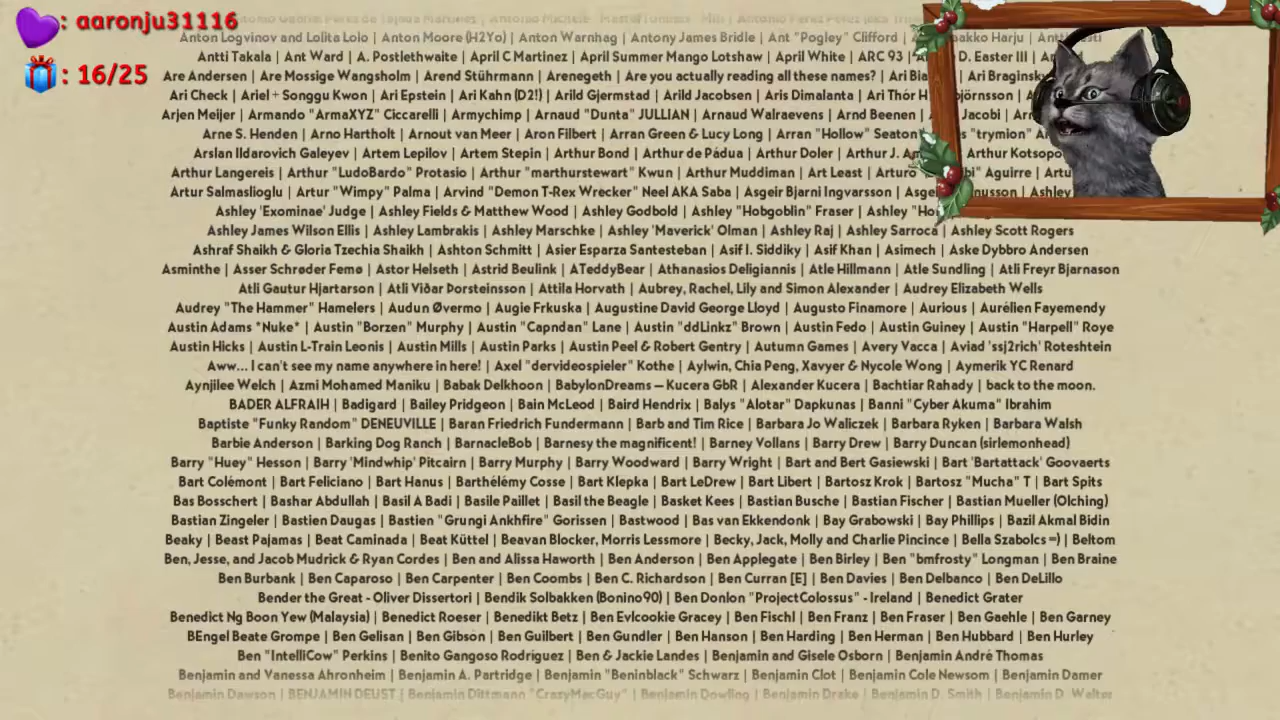 : aaronju31116
: 16/25
Anton Logvinov and Lolita Lolo | Anton Moore (H2Yo) | Anton Warnhag | Antony James Bridle | Ant "Pogley" Clifford |
Antti Takala | Ant Ward | A. Postlethwaite | April C Martinez | April Summer Mango Lotshaw | April White | ARC 93 | D. Easter III |
Are Andersen | Are Mossige Wangsholm | Arend Stührmann | Arenegeth | Are you actually reading all these names? | Ari
Ari Check | Ariel + Songgu Kwon | Ari Epstein | Ari Kahn (D2!) | Arild Gjermstad | Arild Jacobsen | Aris Dimalanta | Ari Thór
Arjen Meijer | Armando "ArmaXYZ" Ciccarelli | Armychimp | Arnaud "Dunta" JULLIAN | Arnaud Walraevens | Arnd Beenen | Jacobi
Arne S. Henden | Arno Hartholt | Arnout van Meer | Aron Filbert | Arran Green & Lucy Long | Arran "Hollow" Seaton "trymion"
Arslan Ildarovich Galeyev | Artem Lepilov | Artem Stepin | Arthur Bond | Arthur de Pádua | Arthur Doler | Arthur J. Arthur
Arthur Langereis | Arthur "LudoBardo" Protasio | Arthur "marthurstewart" Kwun | Arthur Muddiman | Art Least | Arturo Aguirre |
Artur Salmaslioglu | Artur "Wimpy" Palma | Arvind "Demon T-Rex Wrecker" Neel AKA Saba | Asgeir Bjarni Ingvarsson | Ashley
Ashley 'Exominae' Judge | Ashley Fields & Matthew Wood | Ashley Godbold | Ashley "Hobgoblin" Fraser | Ashley
Ashley James Wilson Ellis | Ashley Lambrakis | Ashley Marschke | Ashley 'Maverick' Olman | Ashley Raj | Ashley Sarroca | Ashley Scott Rogers
Ashraf Shaikh & Gloria Tzechia Shaikh | Ashton Schmitt | Asier Esparza Santesteban | Asif I. Siddiky | Asif Khan | Asimech | Aske Dybbro Andersen
Asminthe | Asser Schrøder Femø | Astor Helseth | Astrid Beulink | ATeddyBear | Athanasios Deligiannis | Atle Hillmann | Atle Sundling | Atli Freyr Bjarnason
Atli Gautur Hjartarson | Atli Viðar Þorsteinsson | Attila Horvath | Aubrey, Rachel, Lily and Simon Alexander | Audrey Elizabeth Wells
Audrey "The Hammer" Hamelers | Audun Øvermo | Augie Frkuska | Augustine David George Lloyd | Augusto Finamore | Aurious | Aurélien Fayemendy
Austin Adams *Nuke* | Austin "Borzen" Murphy | Austin "Capndan" Lane | Austin "ddLinkz" Brown | Austin Fedo | Austin Guiney | Austin "Harpell" Roye
Austin Hicks | Austin L-Train Leonis | Austin Mills | Austin Parks | Austin Peel & Robert Gentry | Autumn Games | Avery Vacca | Aviad 'ssj2rich' Roteshtein
Aww... I can't see my name anywhere in here! | Axel "dervideospieler" Kothe | Aylwin, Chia Peng, Xavyer & Nycole Wong | Aymerik YC Renard
Aynjilee Welch | Azmi Mohamed Maniku | Babak Delkhoon | BabylonDreams — Kucera GbR | Alexander Kucera | Bachtiar Rahady | back to the moon.
BADER ALFRAIH | Badigard | Bailey Pridgeon | Bain McLeod | Baird Hendrix | Balys "Alotar" Dapkunas | Banni "Cyber Akuma" Ibrahim
Baptiste "Funky Random" DENEUVILLE | Baran Friedrich Fundermann | Barb and Tim Rice | Barbara Jo Waliczek | Barbara Ryken | Barbara Walsh
Barbie Anderson | Barking Dog Ranch | BarnacleBob | Barnesy the magnificent! | Barney Vollans | Barry Drew | Barry Duncan (sirlemonhead)
Barry "Huey" Hesson | Barry 'Mindwhip' Pitcairn | Barry Murphy | Barry Woodward | Barry Wright | Bart and Bert Gasiewski | Bart 'Bartattack' Goovaerts
Bart Colémont | Bart Feliciano | Bart Hanus | Barthélémy Cosse | Bart Klepka | Bart LeDrew | Bart Libert | Bartosz Krok | Bartosz "Mucha" T | Bart Spits
Bas Bosschert | Bashar Abdullah | Basil A Badi | Basile Paillet | Basil the Beagle | Basket Kees | Bastian Busche | Bastian Fischer | Bastian Mueller (Olching)
Bastian Zingeler | Bastien Daugas | Bastien "Grungi Ankhfire" Gorissen | Bastwood | Bas van Ekkendonk | Bay Grabowski | Bay Phillips | Bazil Akmal Bidin
Beaky | Beast Pajamas | Beat Caminada | Beat Küttel | Beavan Blocker, Morris Lessmore | Becky, Jack, Molly and Charlie Pincince | Bella Szabolcs =) | Beltom
Ben, Jesse, and Jacob Mudrick & Ryan Cordes | Ben and Alissa Haworth | Ben Anderson | Ben Applegate | Ben Birley | Ben "bmfrosty" Longman | Ben Braine
Ben Burbank | Ben Caparoso | Ben Carpenter | Ben Coombs | Ben C. Richardson | Ben Curran [E] | Ben Davies | Ben Delbanco | Ben DeLillo
Bender the Great - Oliver Dissertori | Bendik Solbakken (Bonino90) | Ben Donlon "ProjectColossus" - Ireland | Benedict Grater
Benedict Ng Boon Yew (Malaysia) | Benedict Roeser | Benedikt Betz | Ben Evlcookie Gracey | Ben Fischl | Ben Franz | Ben Fraser | Ben Gaehle | Ben Garney
BEngel Beate Grompe | Ben Gelisan | Ben Gibson | Ben Guilbert | Ben Gundler | Ben Hanson | Ben Harding | Ben Herman | Ben Hubbard | Ben Hurley
Ben "IntelliCow" Perkins | Benito Gangoso Rodriguez | Ben & Jackie Landes | Benjamin and Gisele Osborn | Benjamin André Thomas
Benjamin and Vanessa Ahronheim | Benjamin A. Partridge | Benjamin "Beninblack" Schwarz | Benjamin Clot | Benjamin Cole Newsom | Benjamin Damer
Benjamin Dawson | BENJAMIN DEUST | Benjamin Dittmann "CrazyMacGuy" | Benjamin Dowling | Benjamin Drake | Benjamin D. Smith | Benjamin D. Walter